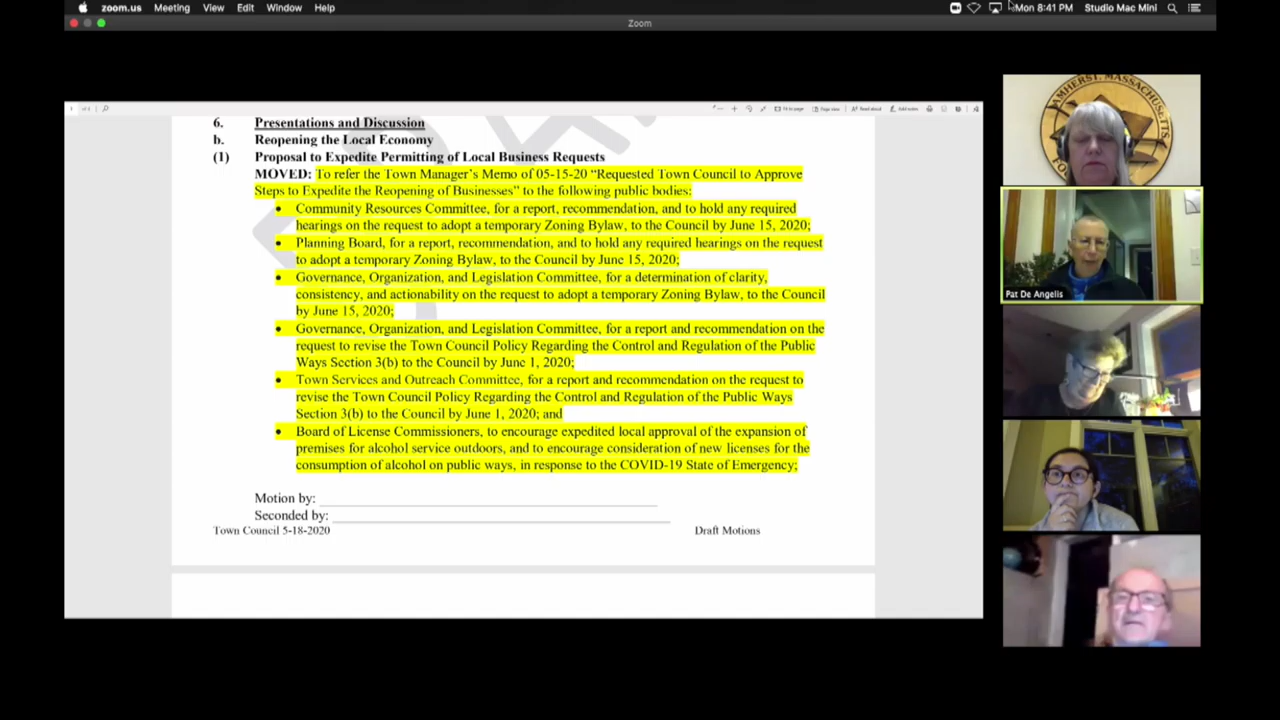 zoom.us Meeting View Edit Window Help
Mon 8:41 PM Studio Mac Mini
Zoom
6. Presentations and Discussion
b. Reopening the Local Economy
(1) Proposal to Expedite Permitting of Local Business Requests
MOVED: To refer the Town Manager's Memo of 05-15-20 “Requested Town Council to Approve
Steps to Expedite the Reopening of Businesses” to the following public bodies:
• Community Resources Committee, for a report, recommendation, and to hold any required
hearings on the request to adopt a temporary Zoning Bylaw, to the Council by June 15, 2020;
• Planning Board, for a report, recommendation, and to hold any required hearings on the request
to adopt a temporary Zoning Bylaw, to the Council by June 15, 2020;
• Governance, Organization, and Legislation Committee, for a determination of clarity,
consistency, and actionability on the request to adopt a temporary Zoning Bylaw, to the Council
by June 15, 2020;
• Governance, Organization, and Legislation Committee, for a report and recommendation on the
request to revise the Town Council Policy Regarding the Control and Regulation of the Public
Ways Section 3(b) to the Council by June 1, 2020;
• Town Services and Outreach Committee, for a report and recommendation on the request to
revise the Town Council Policy Regarding the Control and Regulation of the Public Ways
Section 3(b) to the Council by June 1, 2020; and
• Board of License Commissioners, to encourage expedited local approval of the expansion of
premises for alcohol service outdoors, and to encourage consideration of new licenses for the
consumption of alcohol on public ways, in response to the COVID-19 State of Emergency;
Motion by:
Seconded by:
Town Council 5-18-2020 Draft Motions
AMHERST, MASSACHUSETTS
Pat De Angelis